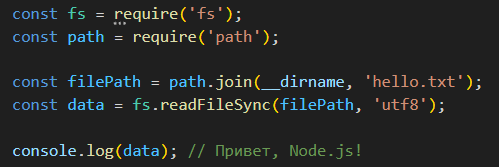 const fs = require('fs');
const path = require('path');
const filePath = path.join(__dirname, 'hello.txt');
const data = fs.readFileSync(filePath, 'utf8');
console.log(data); // Привет, Node.js!